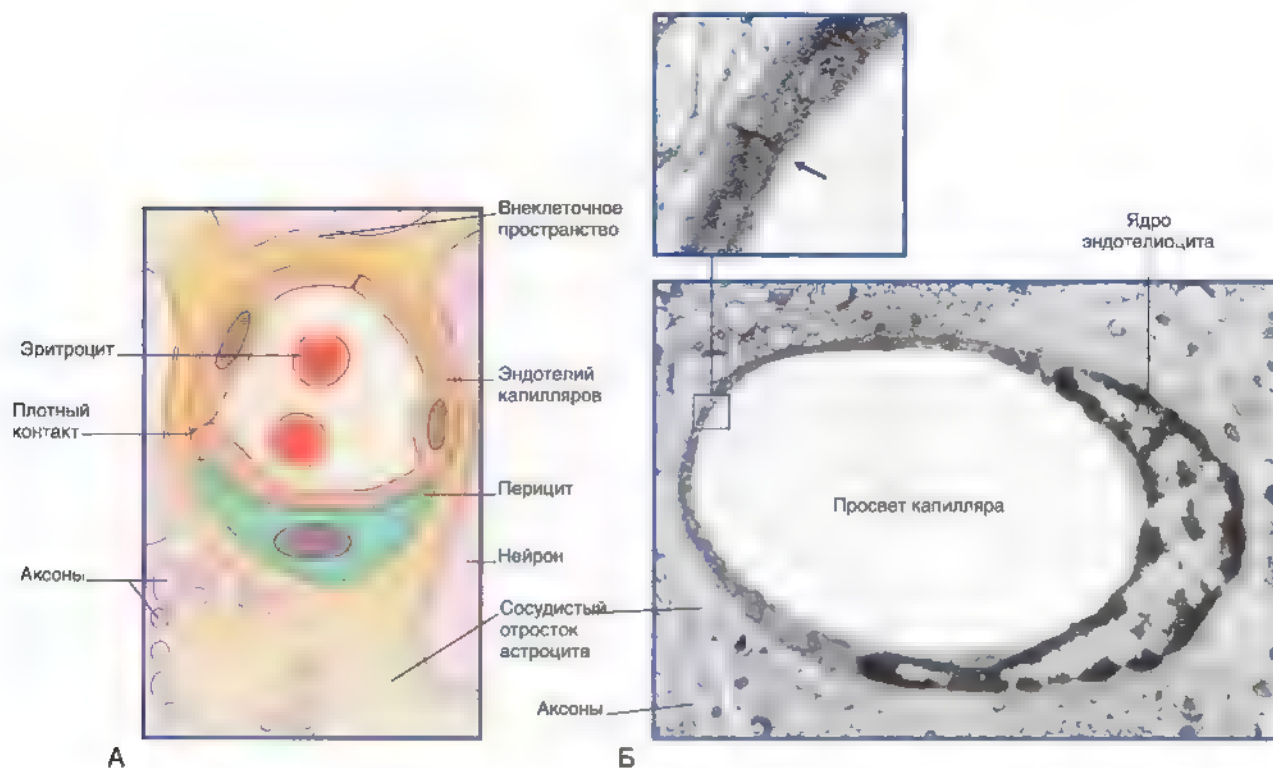 Внеклеточное
пространство
Эритроцит
Плотный
контакт
Эндотелий
капилляров
Перицит
Нейрон
Аксоны
Сосудистый
отросток
астроцита
Аксоны
Ядро
эндотелиоцита
Просвет капилляра
А
Б